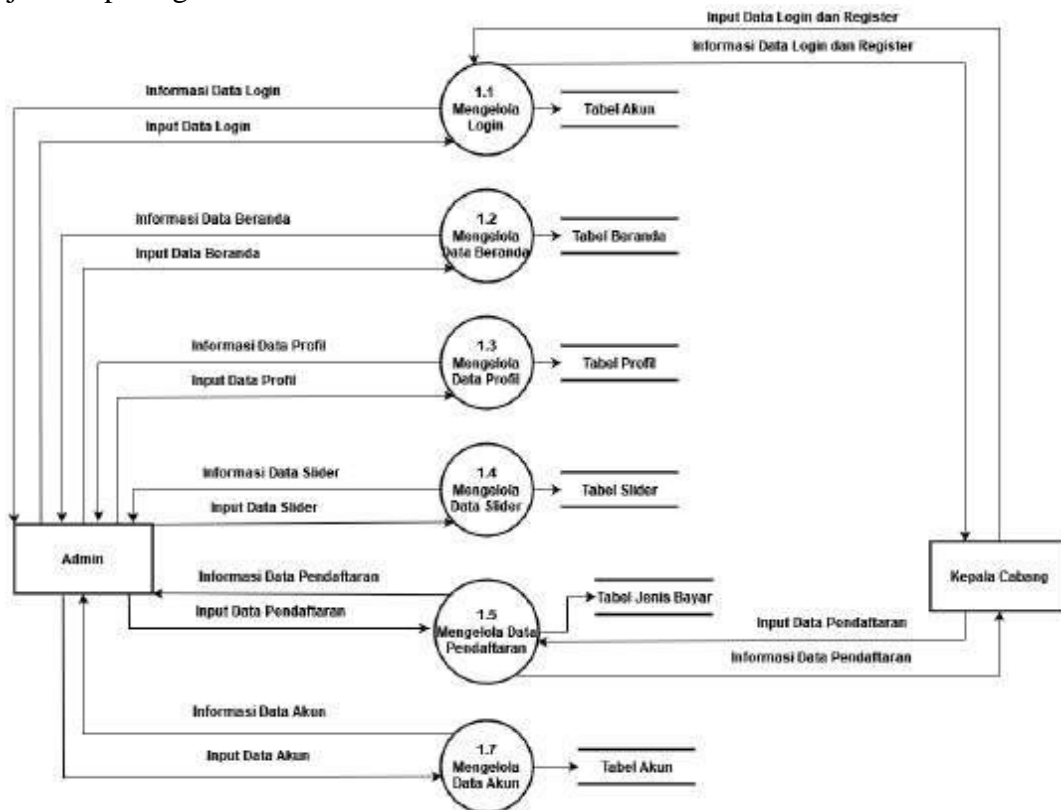 Input Data Login dan Register
Informasi Data Login dan Register
Informasi Data Login
Input Data Login
1.1
Mengelola
Login
Tabel Akun
Informasi Data Beranda
Input Data Beranda
1.2
Mengelola
Data Beranda
Tabel Beranda
Informasi Data Profil
Input Data Profil
1.3
Mengelola
Data Profil
Tabel Profil
Informasi Data Slider
Input Data Slider
1.4
Mengelola
Data Slider
Tabel Slider
Admin
Kepala Cabang
Informasi Data Pendaftaran
Input Data Pendaftaran
1.5
Mengelola Data
Pendaftaran
Tabel Jenis Bayar
Input Data Pendaftaran
Informasi Data Pendaftaran
Informasi Data Akun
Input Data Akun
1.7
Mengelola
Data Akun
Tabel Akun